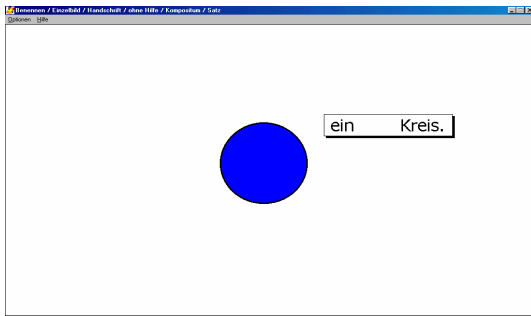 Benennen / Einzelbild / Handschrift / ohne Hilfe / Kompositum / Satz
Optionen Hilfe
ein Kreis.